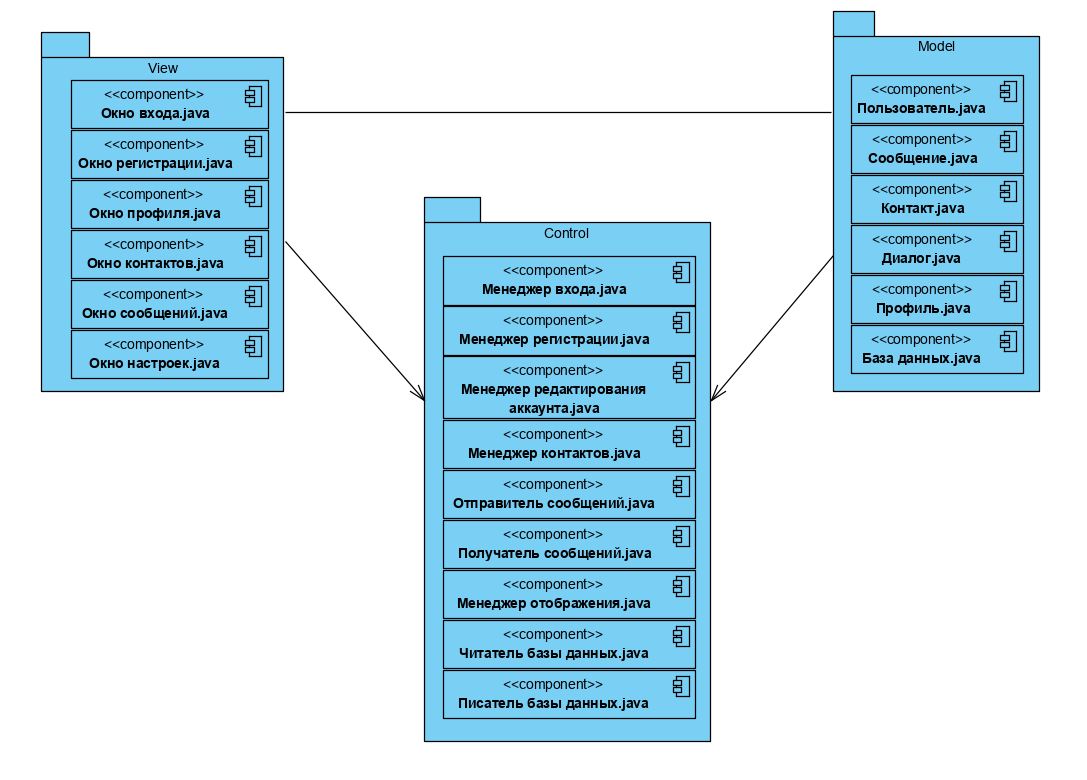 View
<<component>>
Окно входа.java
<<component>>
Окно регистрации.java
<<component>>
Окно профиля.java
<<component>>
Окно контактов.java
<<component>>
Окно сообщений.java
<<component>>
Окно настроек.java
Control
<<component>>
Менеджер входа.java
<<component>>
Менеджер регистрации.java
<<component>>
Менеджер редактирования
аккаунта.java
<<component>>
Менеджер контактов.java
<<component>>
Отправитель сообщений.java
<<component>>
Получатель сообщений.java
<<component>>
Менеджер отображения.java
<<component>>
Читатель базы данных.java
<<component>>
Писатель базы данных.java
Model
<<component>>
Пользователь.java
<<component>>
Сообщение.java
<<component>>
Контакт.java
<<component>>
Диалог.java
<<component>>
Профиль.java
<<component>>
База данных.java